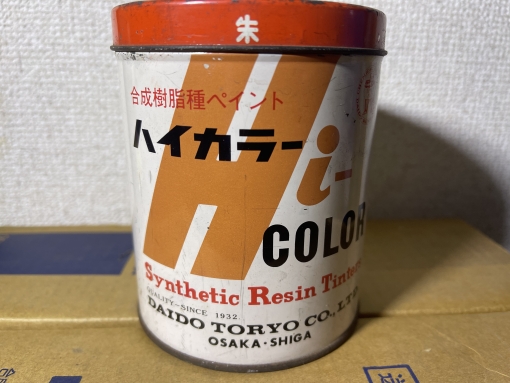 朱
合成樹脂種ペイント
ハイカラー
Hi-
COLOR
Synthetic Resin Tinter
QUALITY-SINCE 1932
DAIDO TORYO CO., LTD
OSAKA・SHIGA